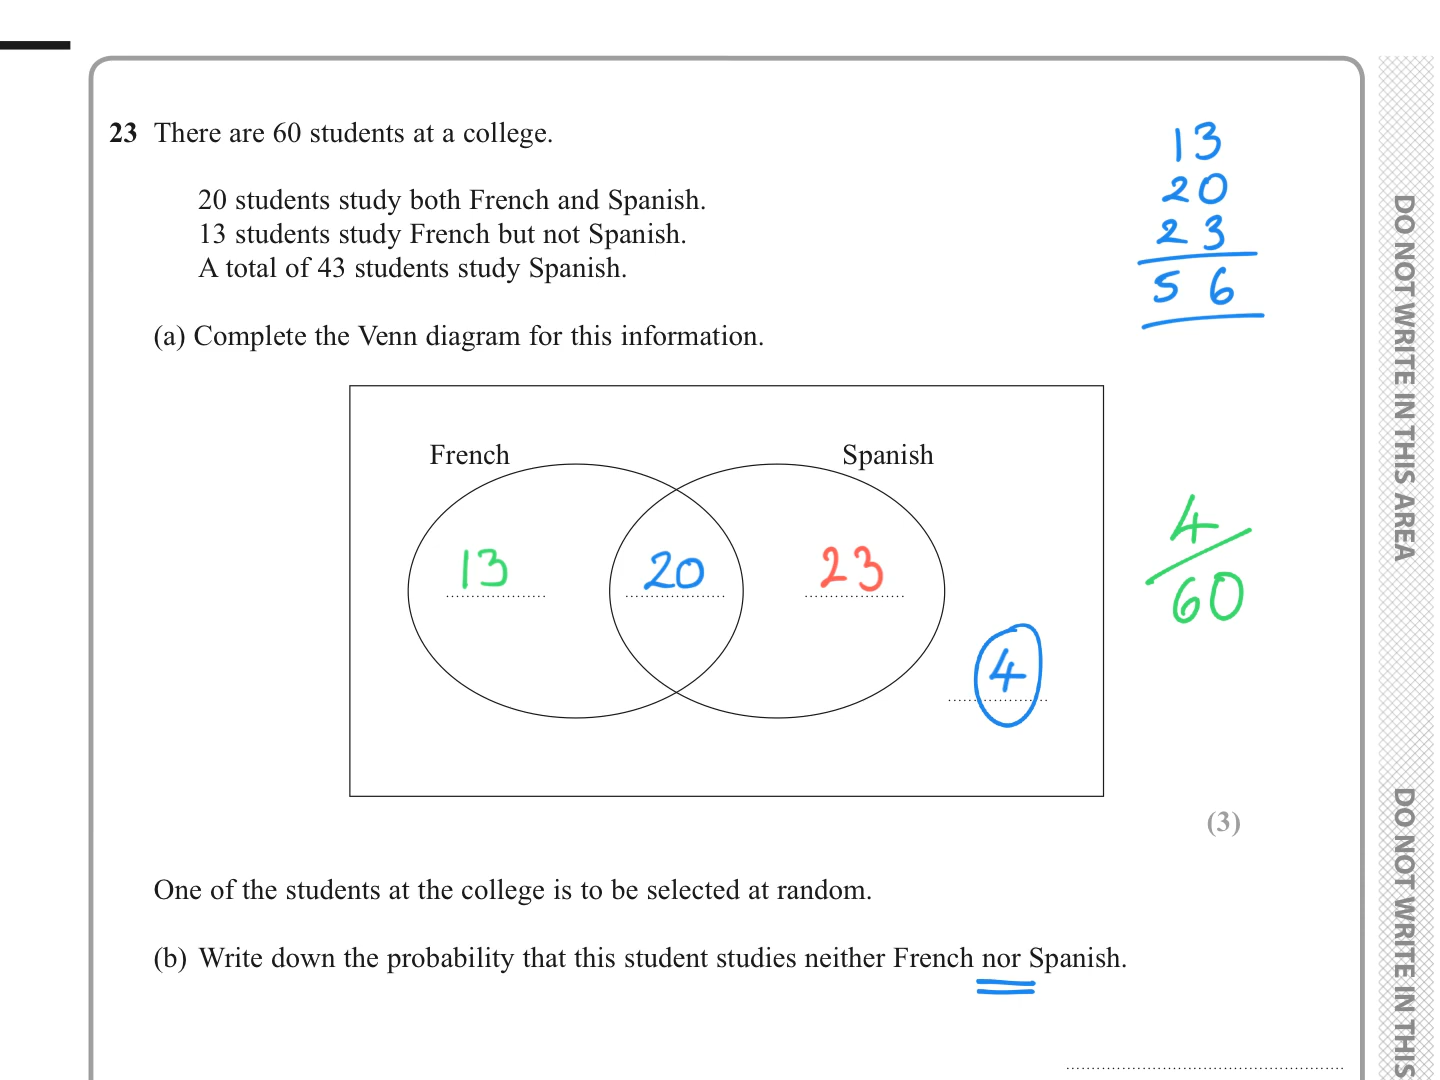 23 There are 60 students at a college.
20 students study both French and Spanish.
13 students study French but not Spanish.
A total of 43 students study Spanish.
(a) Complete the Venn diagram for this information.
13
20
23
56
French
Spanish
13
20
23
4
4/60
(3)
One of the students at the college is to be selected at random.
(b) Write down the probability that this student studies neither French nor Spanish.
DO NOT WRITE IN THIS AREA
DO NOT WRITE IN THIS